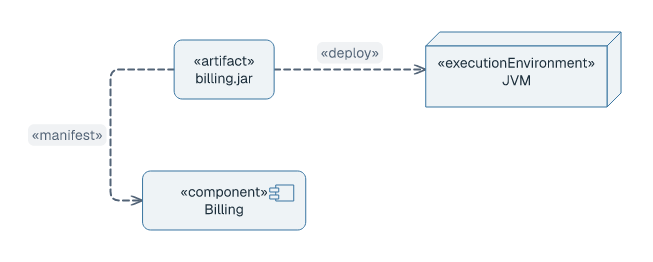 «artifact»
billing.jar
«deploy»
«executionEnvironment»
JVM
«manifest»
«component»
Billing